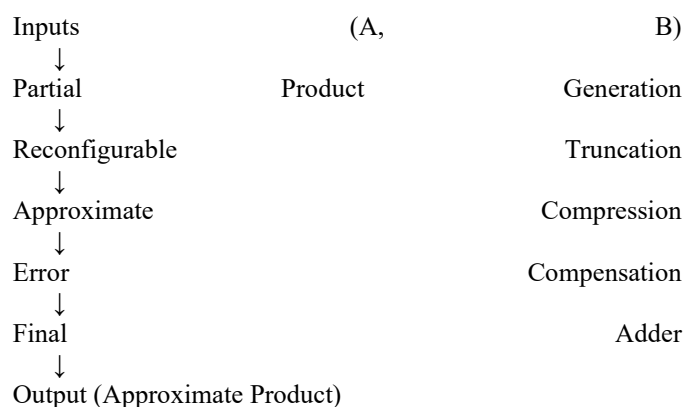 Inputs (A, B)
↓
Partial Product Generation
↓
Reconfigurable Truncation
↓
Approximate Compression
↓
Error Compensation
↓
Final Adder
↓
Output (Approximate Product)